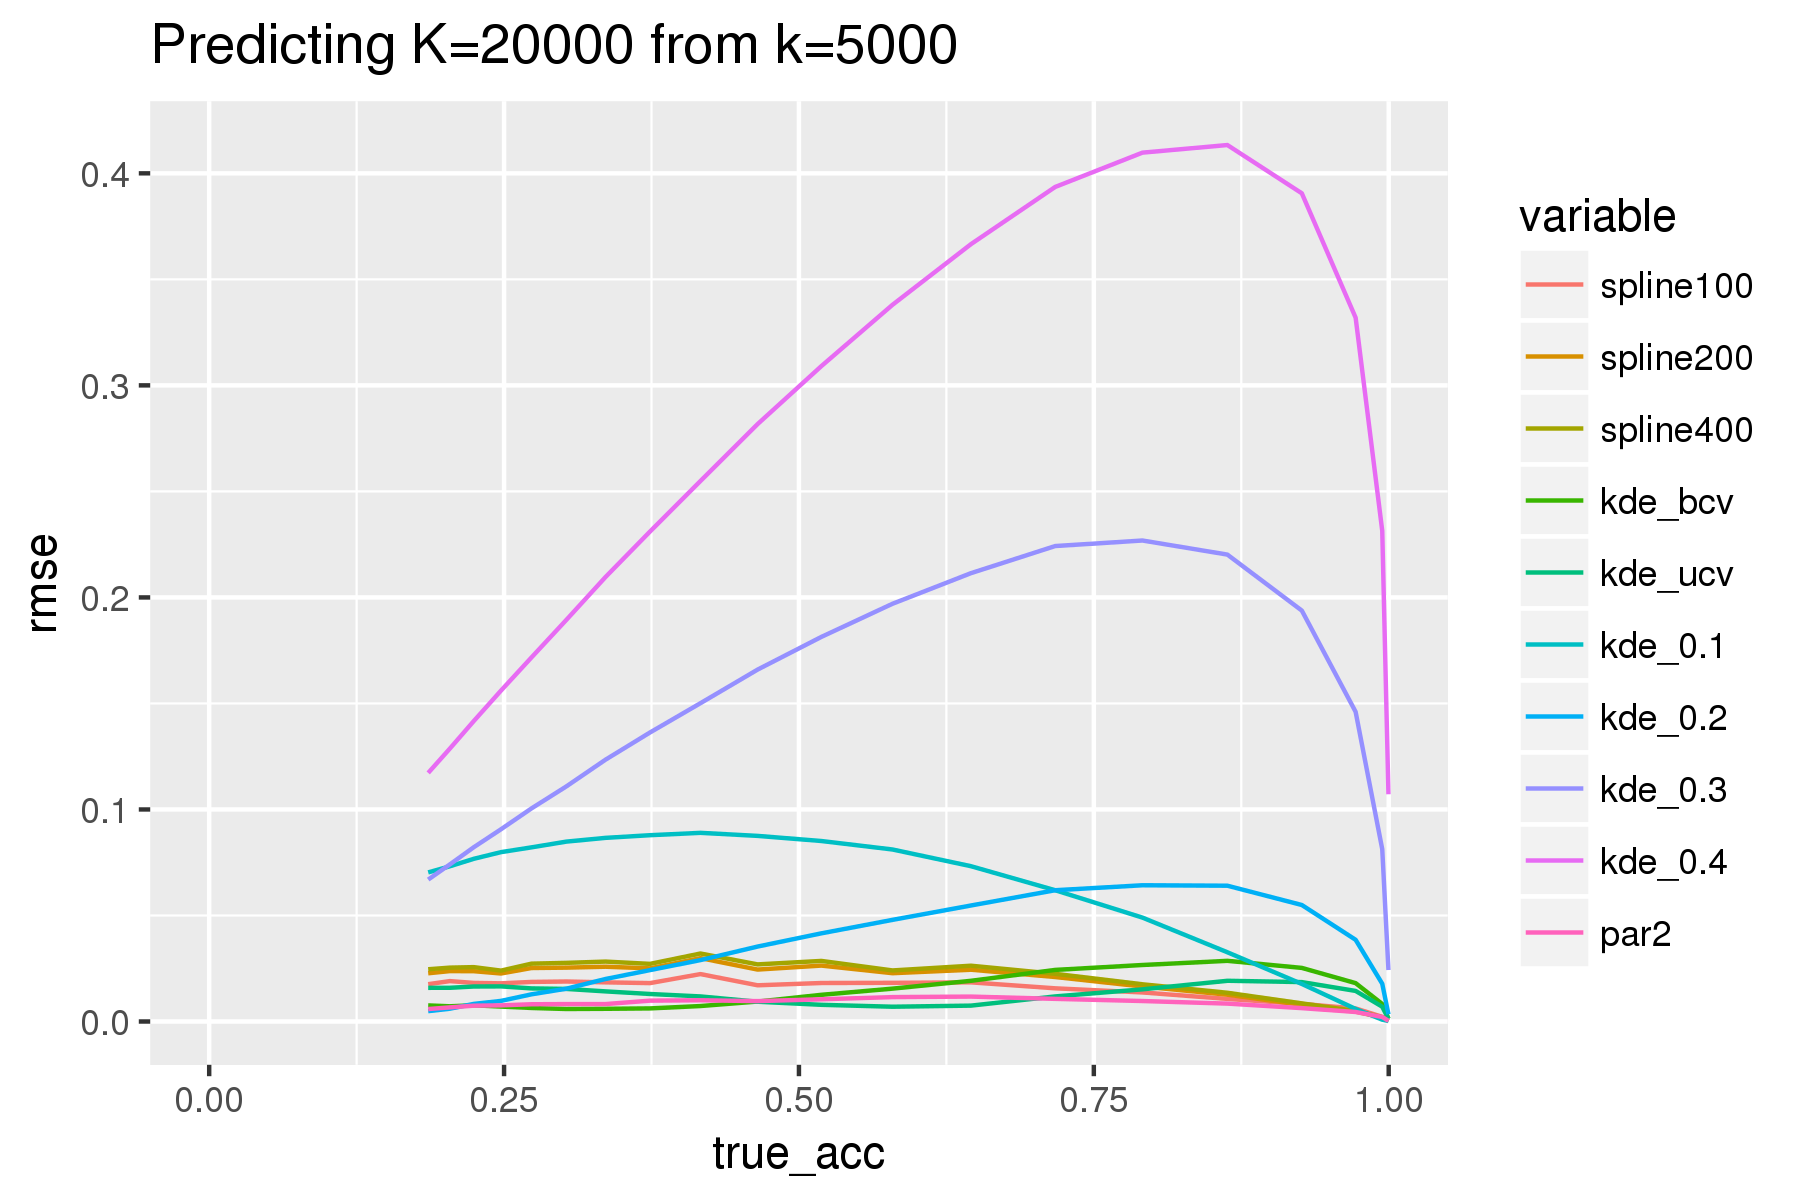 Predicting K=20000 from k=5000
0.4
0.3
0.2
0.1
0.0
rmse
0.00 0.25 0.50 0.75 1.00
true_acc
variable
spline100
spline200
spline400
kde_bcv
kde_ucv
kde_0.1
kde_0.2
kde_0.3
kde_0.4
par2